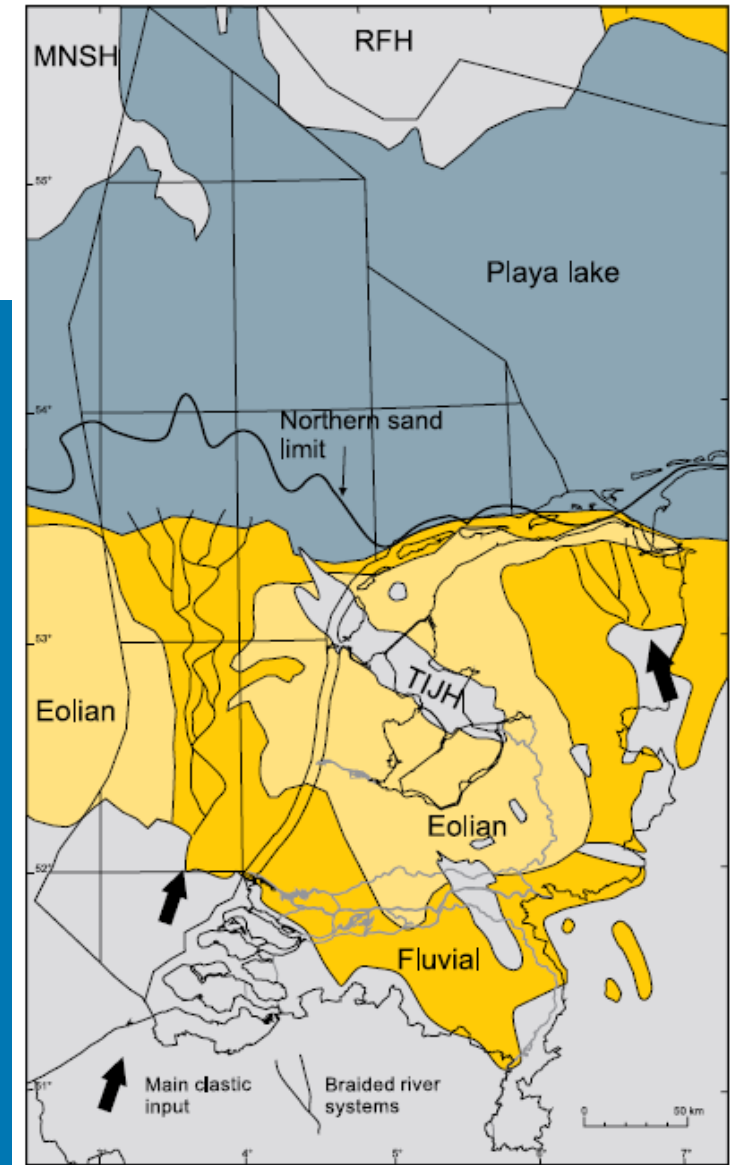 MNSH
RFH
55°
Playa lake
54°
Northern sand
limit
53°
TIJH
Eolian
Eolian
52°
Fluvial
51°
Main clastic
input
Braided river
systems
0
50 km
3°
4°
5°
6°
7°